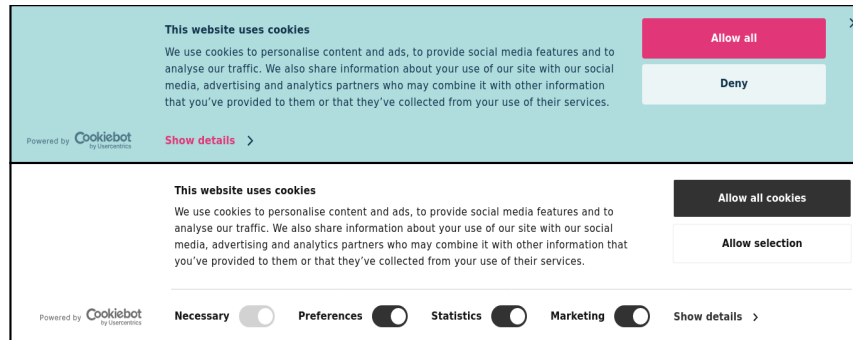 This website uses cookies
We use cookies to personalise content and ads, to provide social media features and to
analyse our traffic. We also share information about your use of our site with our social
media, advertising and analytics partners who may combine it with other information
that you’ve provided to them or that they’ve collected from your use of their services.
Allow all
Deny
Powered by Cookiebot
by Usercentrics
Show details
This website uses cookies
We use cookies to personalise content and ads, to provide social media features and to
analyse our traffic. We also share information about your use of our site with our social
media, advertising and analytics partners who may combine it with other information that
you’ve provided to them or that they’ve collected from your use of their services.
Allow all cookies
Allow selection
Powered by Cookiebot
by Usercentrics
Necessary Preferences Statistics Marketing Show details